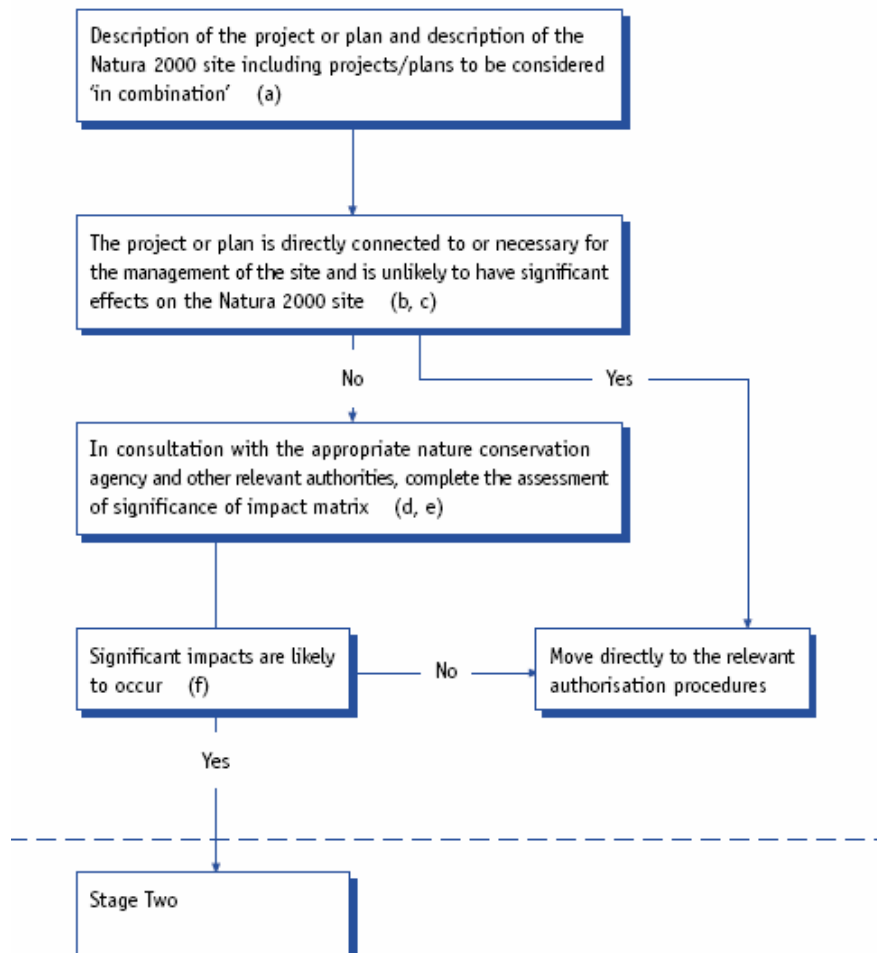 Description of the project or plan and description of the
Natura 2000 site including projects/plans to be considered
‘in combination’ (a)
The project or plan is directly connected to or necessary for
the management of the site and is unlikely to have significant
effects on the Natura 2000 site (b, c)
No
Yes
In consultation with the appropriate nature conservation
agency and other relevant authorities, complete the assessment
of significance of impact matrix (d, e)
Significant impacts are likely
to occur (f)
No
Move directly to the relevant
authorisation procedures
Yes
Stage Two